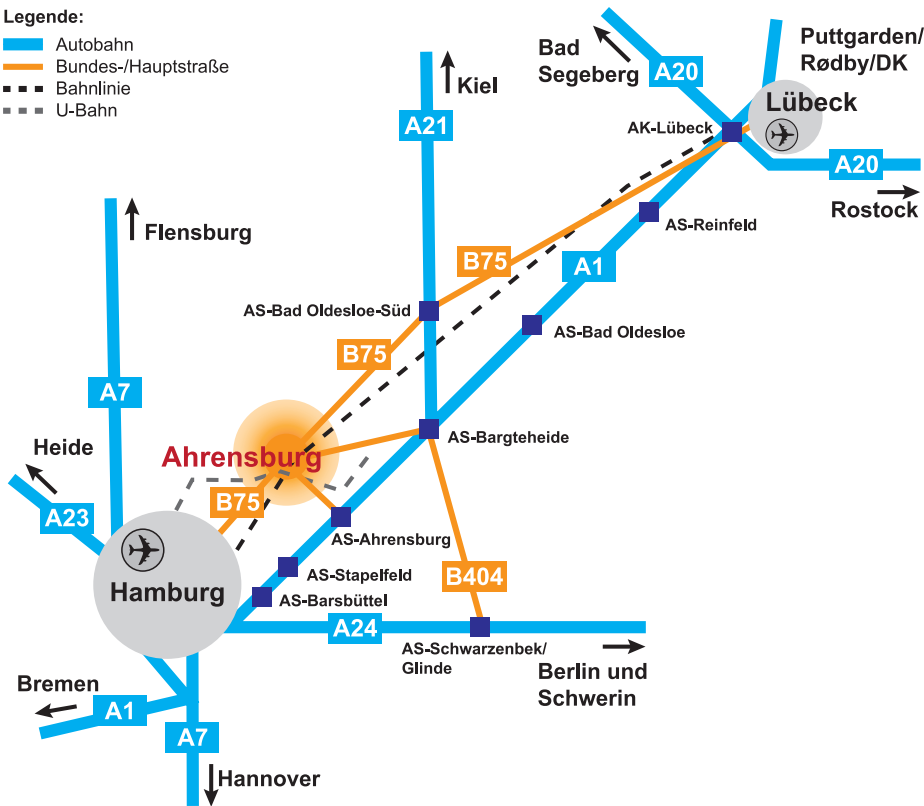 Legende:
Autobahn
Bundes-/Hauptstraße
Bahnlinie
U-Bahn
Bad
Segeberg
A20
Puttgarden/
Rødby/DK
Kiel
A21
Lübeck
AK-Lübeck
A20
Rostock
Flensburg
AS-Reinfeld
B75
A1
AS-Bad Oldesloe-Süd
AS-Bad Oldesloe
B75
A7
Heide
AS-Bargteheide
Ahrensburg
B75
A23
AS-Ahrensburg
Hamburg
AS-Stapelfeld
B404
AS-Barsbüttel
A24
AS-Schwarzenbek/
Glinde
Berlin und
Schwerin
Bremen
A1
A7
Hannover